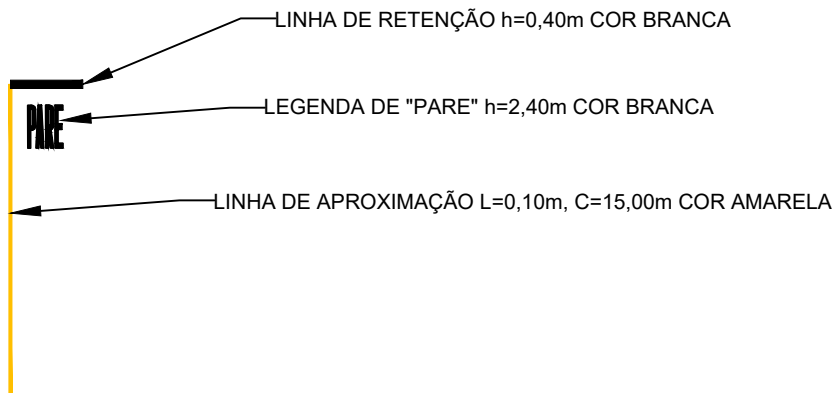 LINHA DE RETENÇÃO h=0,40m COR BRANCA
LEGENDA DE "PARE" h=2,40m COR BRANCA
PARE
LINHA DE APROXIMAÇÃO L=0,10m, C=15,00m COR AMARELA